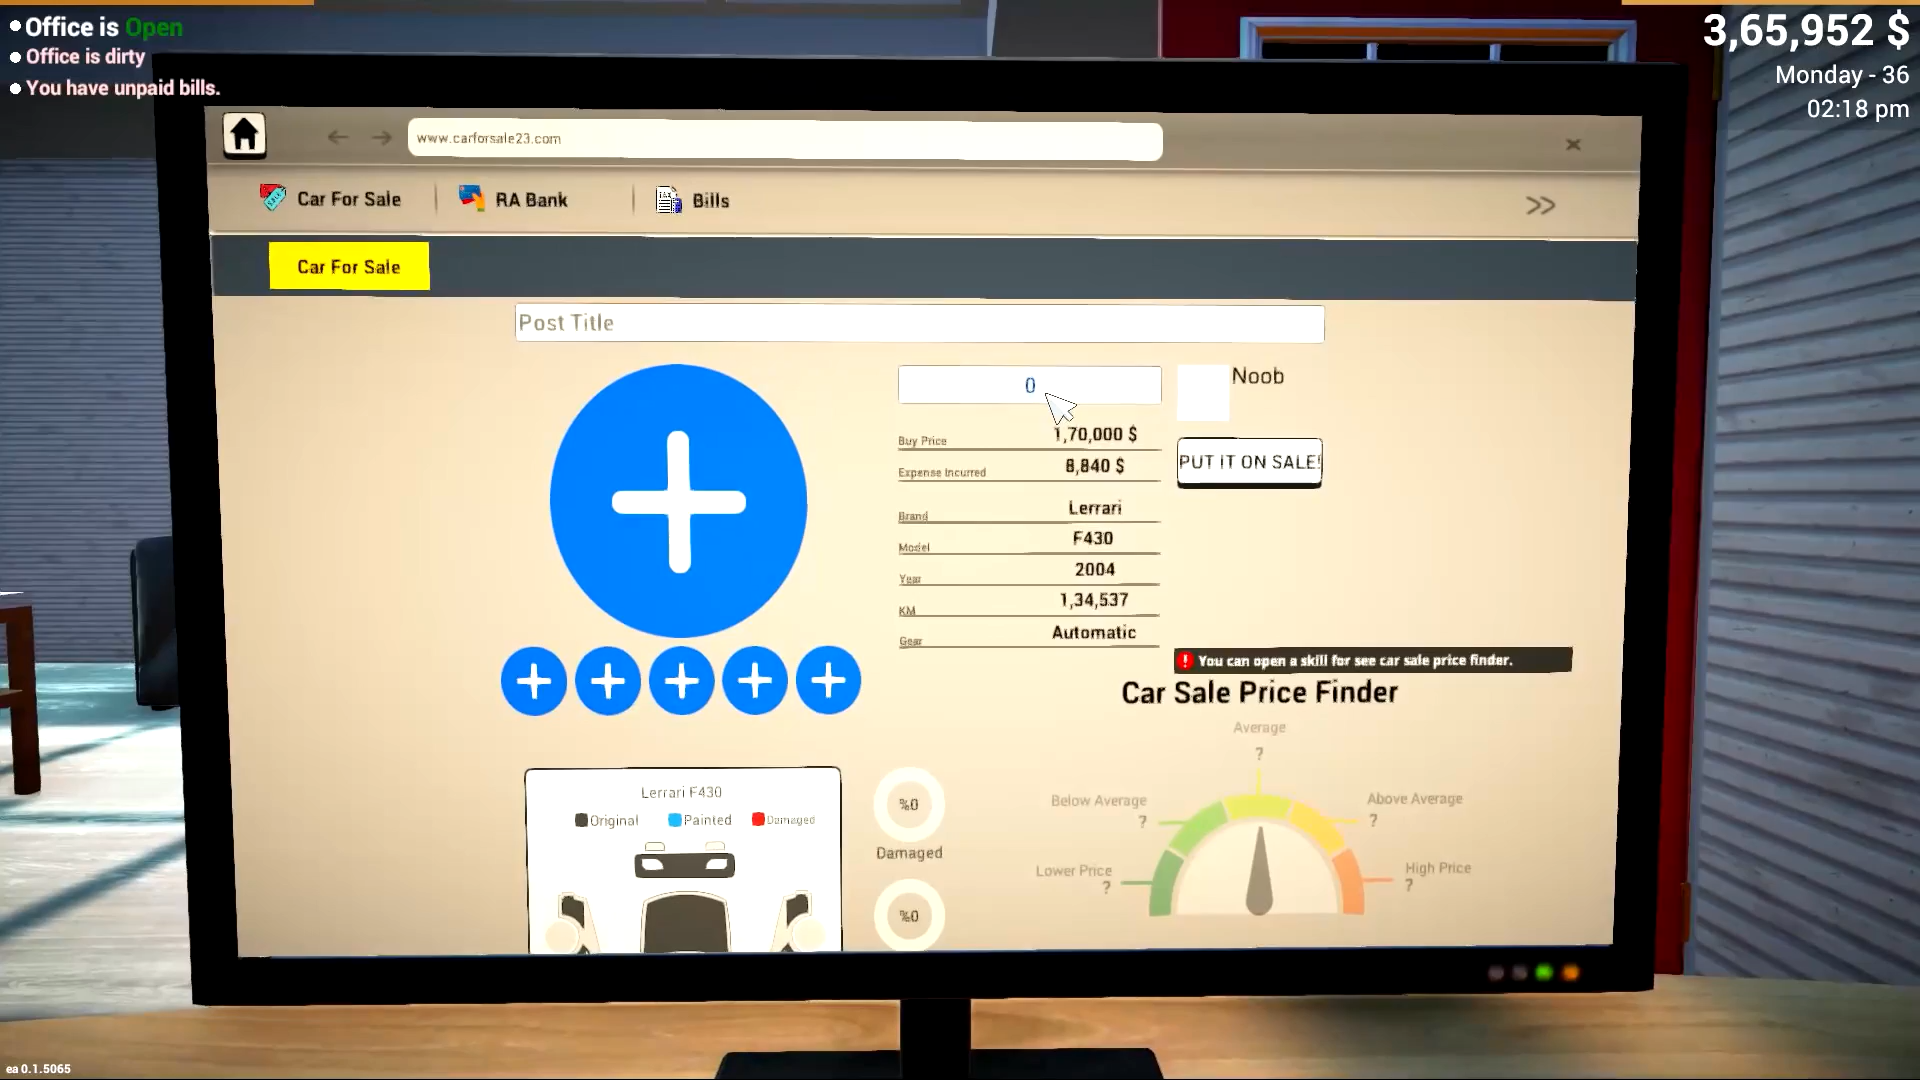 Office is Open
Office is dirty
You have unpaid bills.
3,65,952 $
Monday - 36
02:18 pm
www.carforsale23.com
Car For Sale
RA Bank
Bills
Car For Sale
Post Title
0
Noob
Buy Price 1,70,000 $
Expense Incurred 8,840 $
PUT IT ON SALE!
Brand Lerrari
Model F430
Year 2004
KM 1,34,537
Gear Automatic
You can open a skill for see car sale price finder.
Car Sale Price Finder
Average
?
Below Average
?
Above Average
?
Lower Price
?
High Price
?
Lerrari F430
Original Painted Damaged
%0
Damaged
%0
ea 0.1.5065